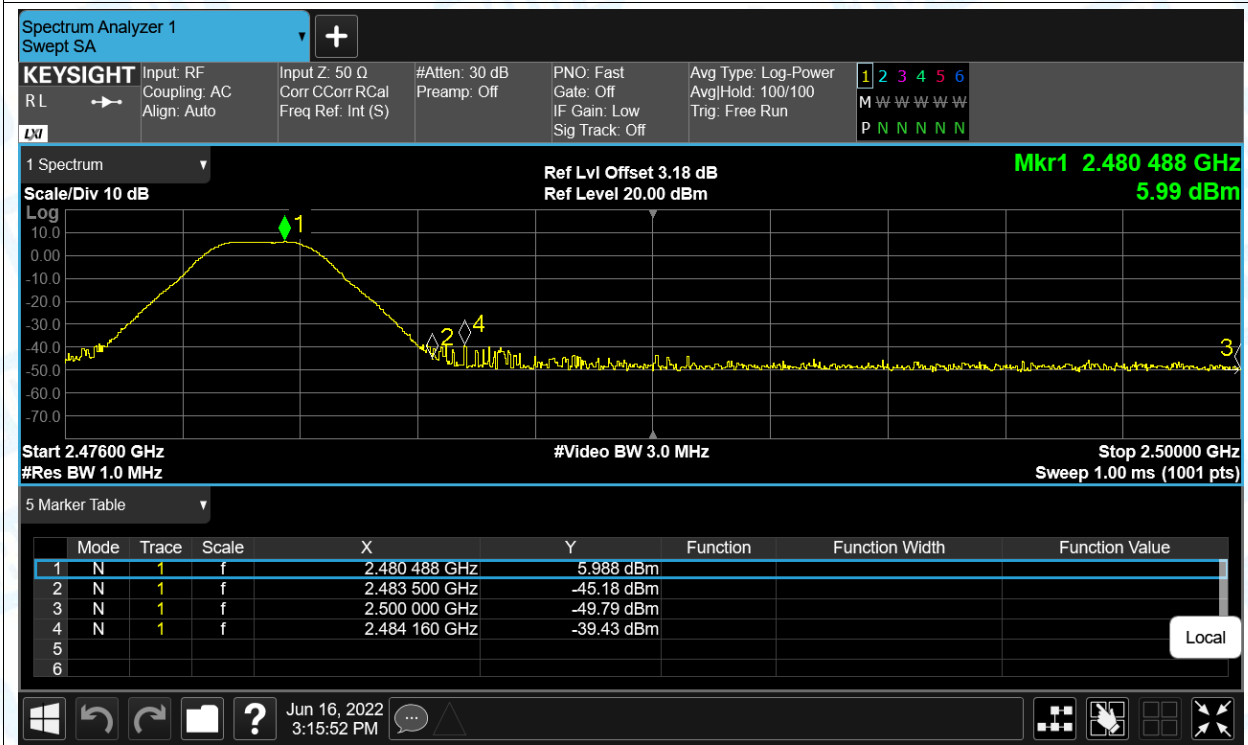 Spectrum Analyzer 1
Swept SA
+
KEYSIGHT Input: RF Input Z: 50 Ω #Atten: 30 dB PNO: Fast Avg Type: Log-Power 1 2 3 4 5 6
R L Coupling: AC Corr CCorr RCal Preamp: Off Gate: Off Avg|Hold: 100/100 M W W W W W
Align: Auto Freq Ref: Int (S) IF Gain: Low Trig: Free Run
LXI Sig Track: Off P N N N N N
1 Spectrum Ref Lvl Offset 3.18 dB Mkr1 2.480 488 GHz
Scale/Div 10 dB Ref Level 20.00 dBm 5.99 dBm
Log
1
10.0
0.00
-10.0
-20.0
-30.0
4
2
3
-40.0
-50.0
-60.0
-70.0
Start 2.47600 GHz #Video BW 3.0 MHz Stop 2.50000 GHz
#Res BW 1.0 MHz Sweep 1.00 ms (1001 pts)
5 Marker Table
Mode Trace Scale X Y Function Function Width Function Value
1 N 1 f 2.480 488 GHz 5.988 dBm
2 N 1 f 2.483 500 GHz -45.18 dBm
3 N 1 f 2.500 000 GHz -49.79 dBm
4 N 1 f 2.484 160 GHz -39.43 dBm
5
6
Local
? Jun 16, 2022
3:15:52 PM